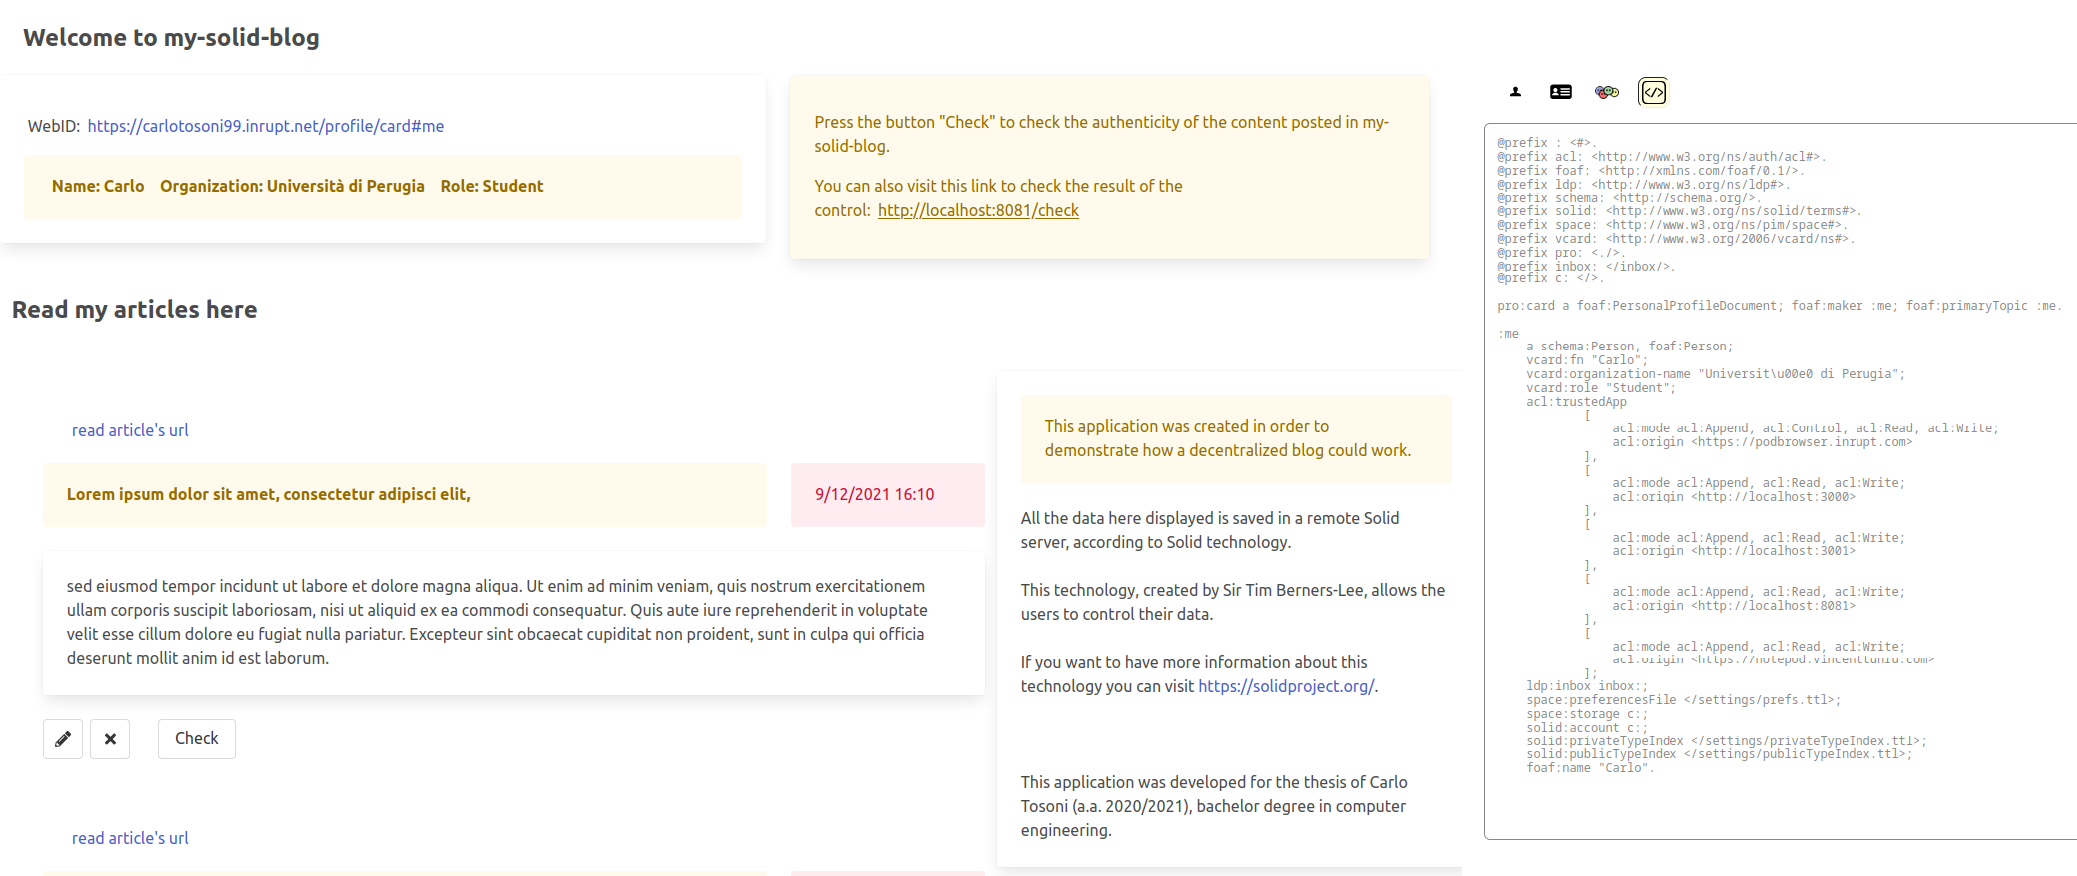 Welcome to my-solid-blog
WebID: https://carlotosoni99.inrupt.net/profile/card#me
Name: Carlo Organization: Università di Perugia Role: Student
Press the button "Check" to check the authenticity of the content posted in my-
solid-blog.
You can also visit this link to check the result of the
control: http://localhost:8081/check
Read my articles here
read article's url
Lorem ipsum dolor sit amet, consectetur adipisci elit,
9/12/2021 16:10
sed eiusmod tempor incidunt ut labore et dolore magna aliqua. Ut enim ad minim veniam, quis nostrum exercitationem
ullam corporis suscipit laboriosam, nisi ut aliquid ex ea commodi consequatur. Quis aute iure reprehenderit in voluptate
velit esse cillum dolore eu fugiat nulla pariatur. Excepteur sint obcaecat cupiditat non proident, sunt in culpa qui officia
deserunt mollit anim id est laborum.
Check
read article's url
This application was created in order to
demonstrate how a decentralized blog could work.
All the data here displayed is saved in a remote Solid
server, according to Solid technology.
This technology, created by Sir Tim Berners-Lee, allows the
users to control their data.
If you want to have more information about this
technology you can visit https://solidproject.org/.
This application was developed for the thesis of Carlo
Tosoni (a.a. 2020/2021), bachelor degree in computer
engineering.
</>
@prefix : <#>.
@prefix acl: <http://www.w3.org/ns/auth/acl#>.
@prefix foaf: <http://xmlns.com/foaf/0.1/>.
@prefix ldp: <http://www.w3.org/ns/ldp#>.
@prefix schema: <http://schema.org/>.
@prefix solid: <http://www.w3.org/ns/solid/terms#>.
@prefix space: <http://www.w3.org/ns/pim/space#>.
@prefix vcard: <http://www.w3.org/2006/vcard/ns#>.
@prefix pro: <./>.
@prefix inbox: </inbox/>.
@prefix c: </>.
pro:card a foaf:PersonalProfileDocument; foaf:maker :me; foaf:primaryTopic :me.
:me
a schema:Person, foaf:Person;
vcard:fn "Carlo";
vcard:organization-name "Universit\u00e0 di Perugia";
vcard:role "Student";
acl:trustedApp
[
acl:mode acl:Append, acl:Control, acl:Read, acl:Write;
acl:origin <https://podbrowser.inrupt.com>
],
[
acl:mode acl:Append, acl:Read, acl:Write;
acl:origin <http://localhost:3000>
],
[
acl:mode acl:Append, acl:Read, acl:Write;
acl:origin <http://localhost:3001>
],
[
acl:mode acl:Append, acl:Read, acl:Write;
acl:origin <http://localhost:8081>
],
[
acl:mode acl:Append, acl:Read, acl:Write;
acl:origin <https://notepod.vincenttunru.com>
];
ldp:inbox inbox:;
space:preferencesFile </settings/prefs.ttl>;
space:storage c:;
solid:account c:;
solid:privateTypeIndex </settings/privateTypeIndex.ttl>;
solid:publicTypeIndex </settings/publicTypeIndex.ttl>;
foaf:name "Carlo".